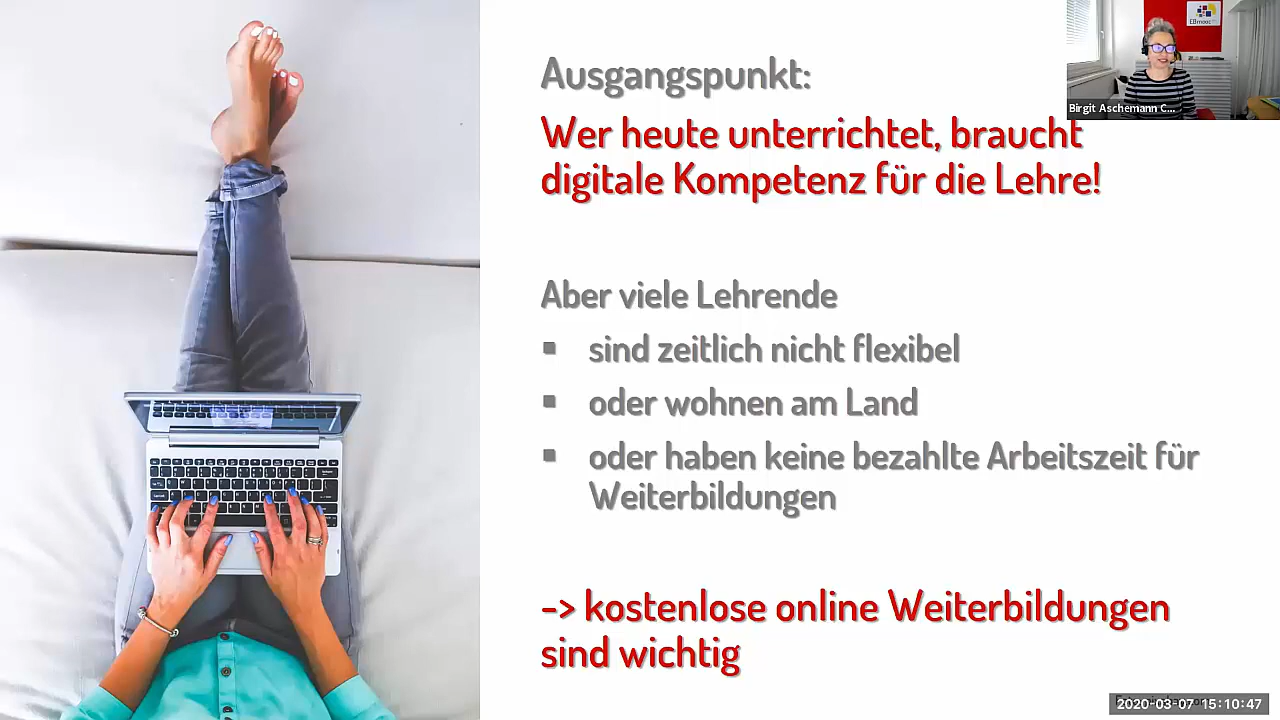 Ausgangspunkt:
Wer heute unterrichtet, braucht
digitale Kompetenz für die Lehre!
Aber viele Lehrende
▪ sind zeitlich nicht flexibel
▪ oder wohnen am Land
▪ oder haben keine bezahlte Arbeitszeit für
Weiterbildungen
-> kostenlose online Weiterbildungen
sind wichtig
EBmooc
Birgit Aschemann C...
2020-03-07 15:10:47